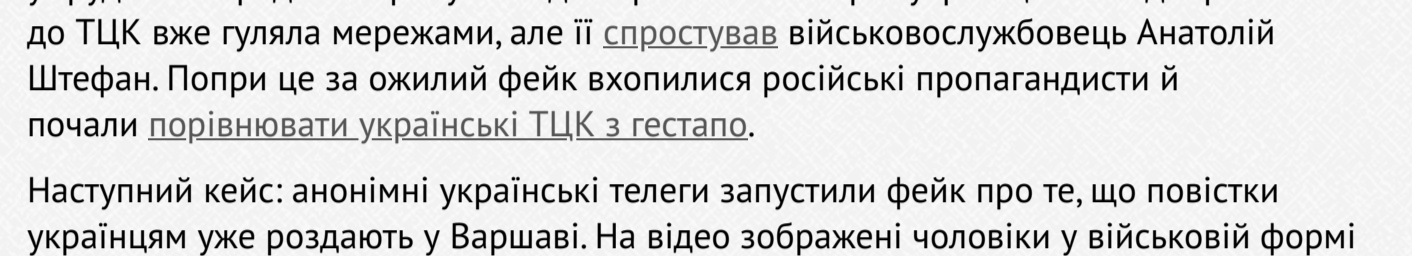 до ТЦК вже гуляла мережами, але її спростував військовослужбовець Анатолій
Штефан. Попри це за ожилий фейк вхопилися російські пропагандисти й
почали порівнювати українські ТЦК з гестапо.
Наступний кейс: анонімні українські телеги запустили фейк про те, що повістки
українцям уже роздають у Варшаві. На відео зображені чоловіки у військовій формі